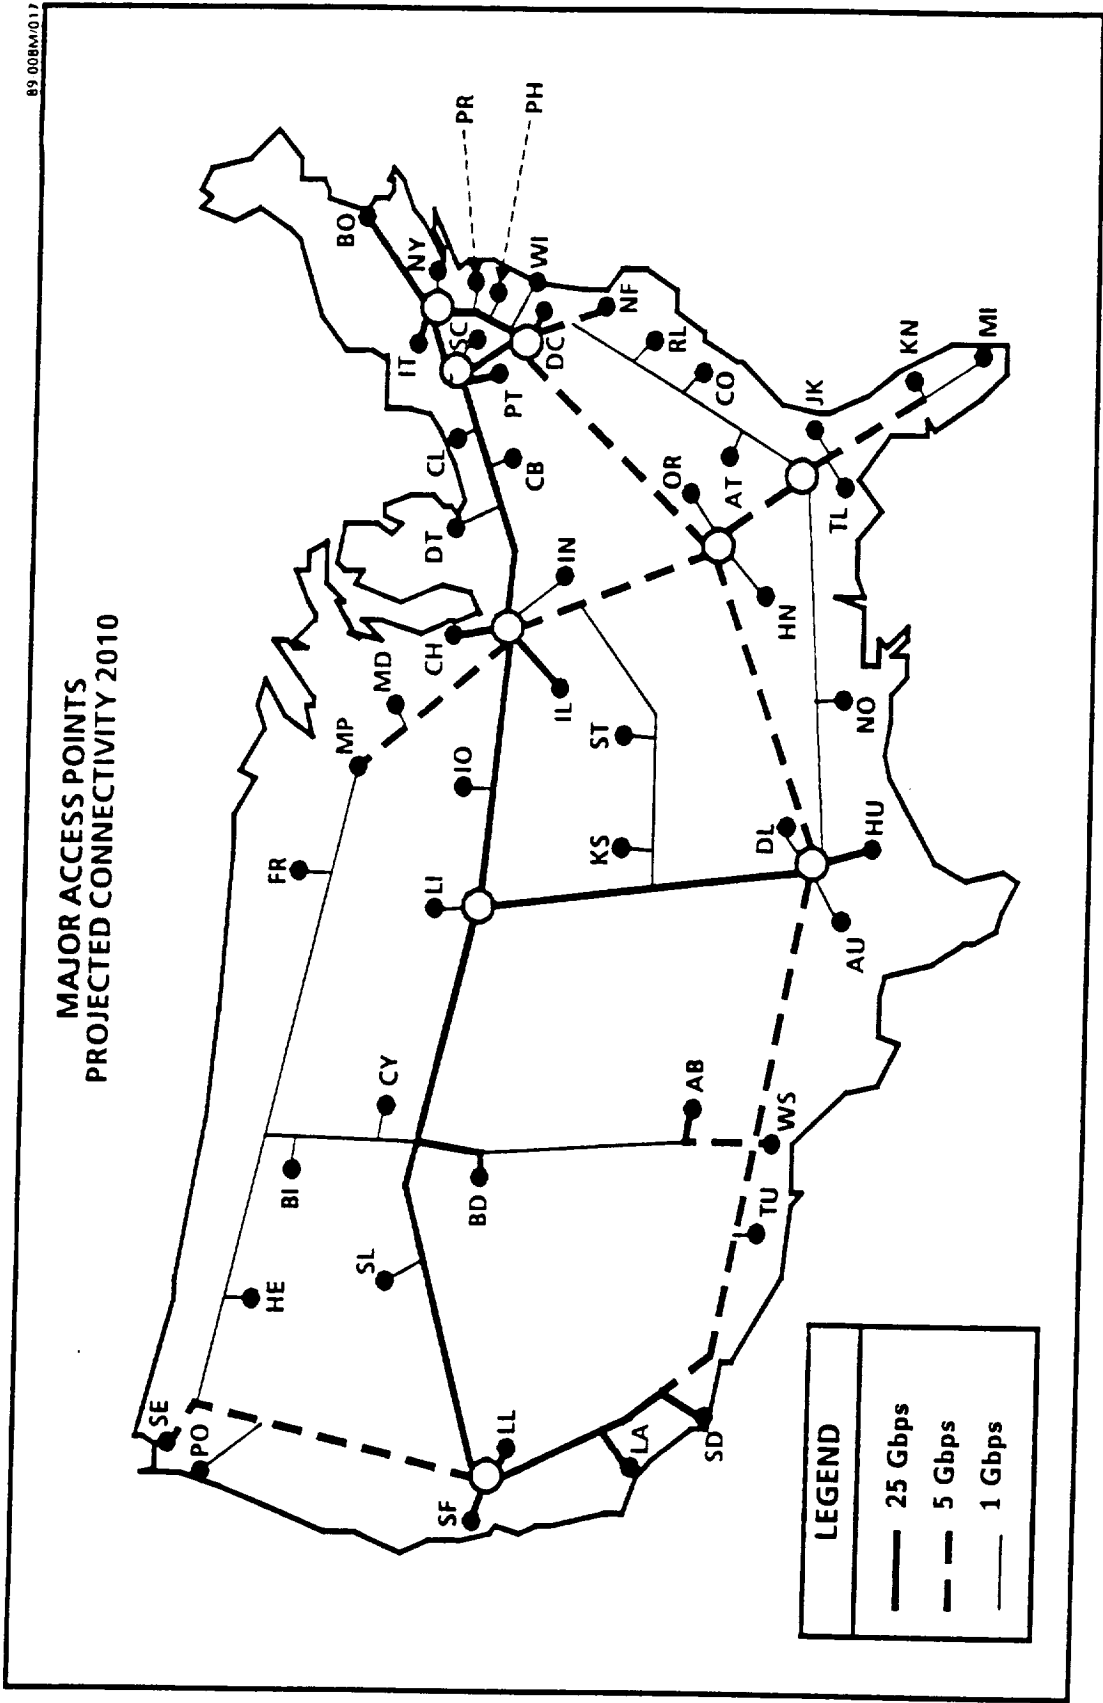 89 008M/017
MAJOR ACCESS POINTS
PROJECTED CONNECTIVITY 2010
SE
PO
HE
BI
FR
MP
MD
CH
DT
CL
IT
NY
BO
PR
PH
WI
SC
DC
NF
PT
CB
IN
IL
IO
LI
CY
SL
BD
SF
LL
LA
SD
TU
WS
AB
KS
ST
DL
AU
HU
NO
HN
OR
AT
CO
RL
JK
TL
KN
MI
LEGEND
25 Gbps
5 Gbps
1 Gbps